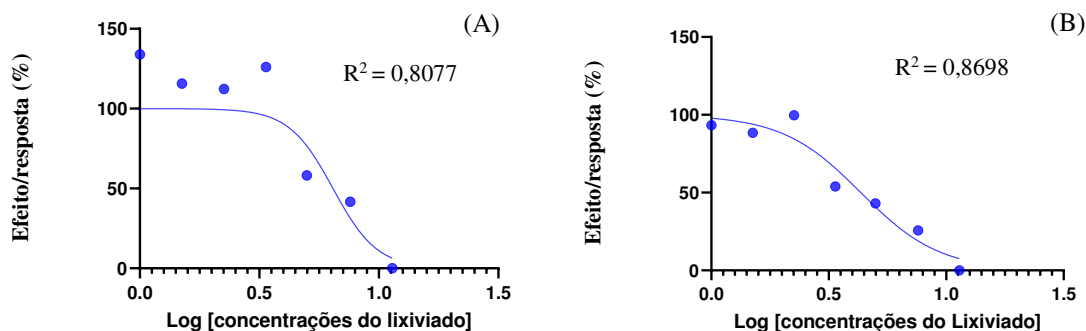 (A)
R² = 0,8077
Efeito/resposta (%)
150
100
50
0
0.0 0.5 1.0 1.5
Log [concentrações do lixiviado]
(B)
R² = 0,8698
Efeito/resposta (%)
150
100
50
0
0.0 0.5 1.0 1.5
Log [concentrações do Lixiviado]